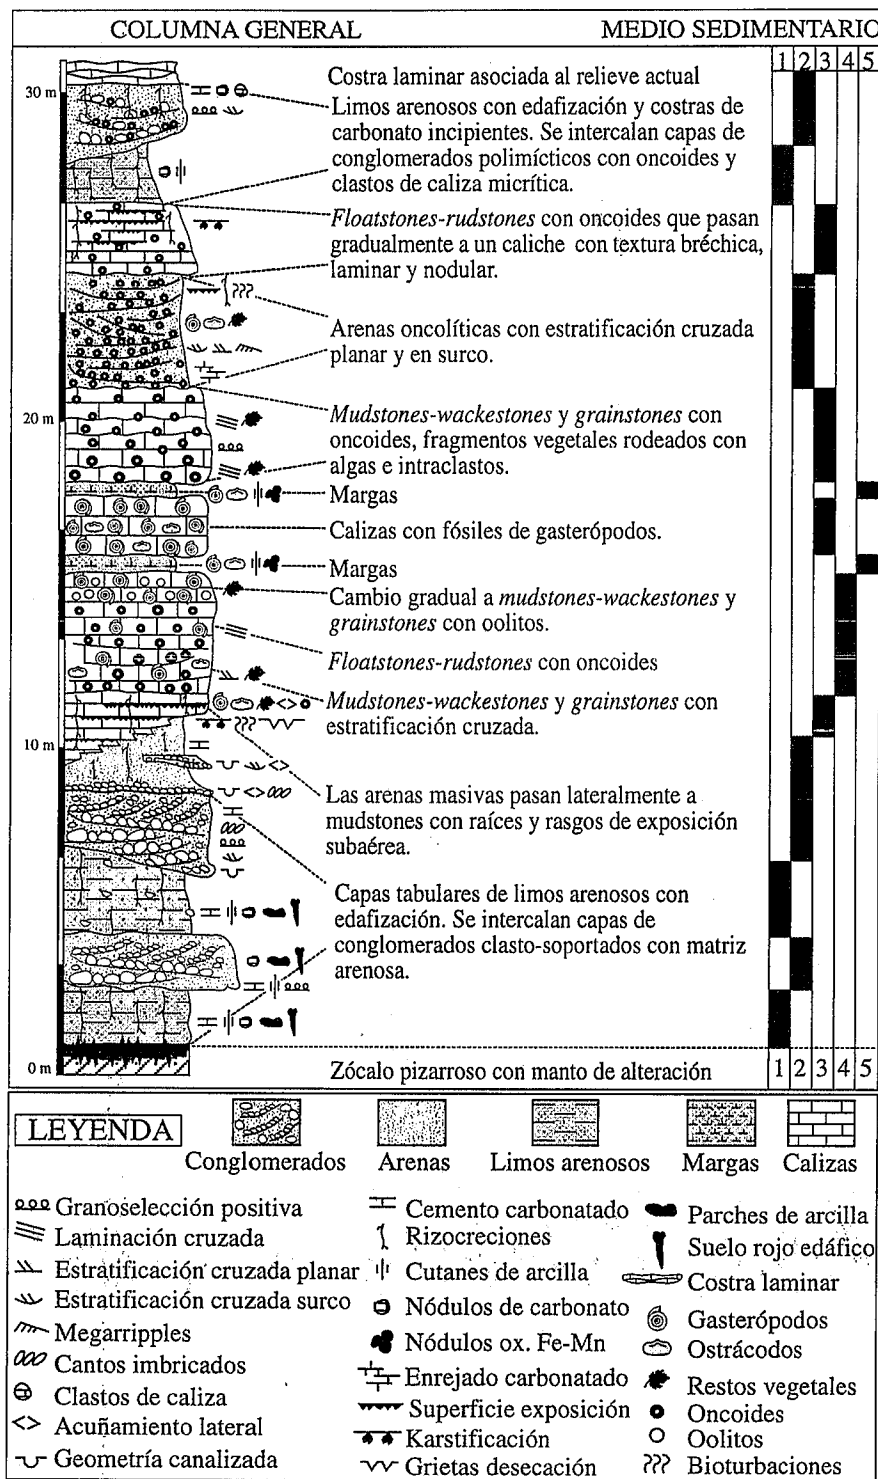 COLUMNA GENERAL
MEDIO SEDIMENTARIO
1 2 3 4 5
30 m
Costra laminar asociada al relieve actual
Limos arenosos con edafización y costras de
carbonato incipientes. Se intercalan capas de
conglomerados polimícticos con oncoides y
clastos de caliza micrítica.
Floatstones-rudstones con oncoides que pasan
gradualmente a un caliche con textura bréchica,
laminar y nodular.
Arenas oncolíticas con estratificación cruzada
planar y en surco.
20 m
Mudstones-wackestones y grainstones con
oncoides, fragmentos vegetales rodeados con
algas e intraclastos.
Margas
Calizas con fósiles de gasterópodos.
Margas
Cambio gradual a mudstones-wackestones y
grainstones con oolitos.
Floatstones-rudstones con oncoides
Mudstones-wackestones y grainstones con
estratificación cruzada.
10 m
Las arenas masivas pasan lateralmente a
mudstones con raíces y rasgos de exposición
subaérea.
Capas tabulares de limos arenosos con
edafización. Se intercalan capas de
conglomerados clasto-soportados con matriz
arenosa.
0 m
Zócalo pizarroso con manto de alteración
1 2 3 4 5
LEYENDA
Conglomerados
Arenas
Limos arenosos
Margas
Calizas
Granoselección positiva
Laminación cruzada
Estratificación cruzada planar
Estratificación cruzada surco
Megarripples
Cantos imbricados
Clastos de caliza
Acuñamiento lateral
Geometría canalizada
Cemento carbonatado
Rizocreciones
Cutanes de arcilla
Nódulos de carbonato
Nódulos ox. Fe-Mn
Enrejado carbonatado
Superficie exposición
Karstificación
Grietas desecación
Parches de arcilla
Suelo rojo edáfico
Costra laminar
Gasterópodos
Ostrácodos
Restos vegetales
Oncoides
Oolitos
Bioturbaciones